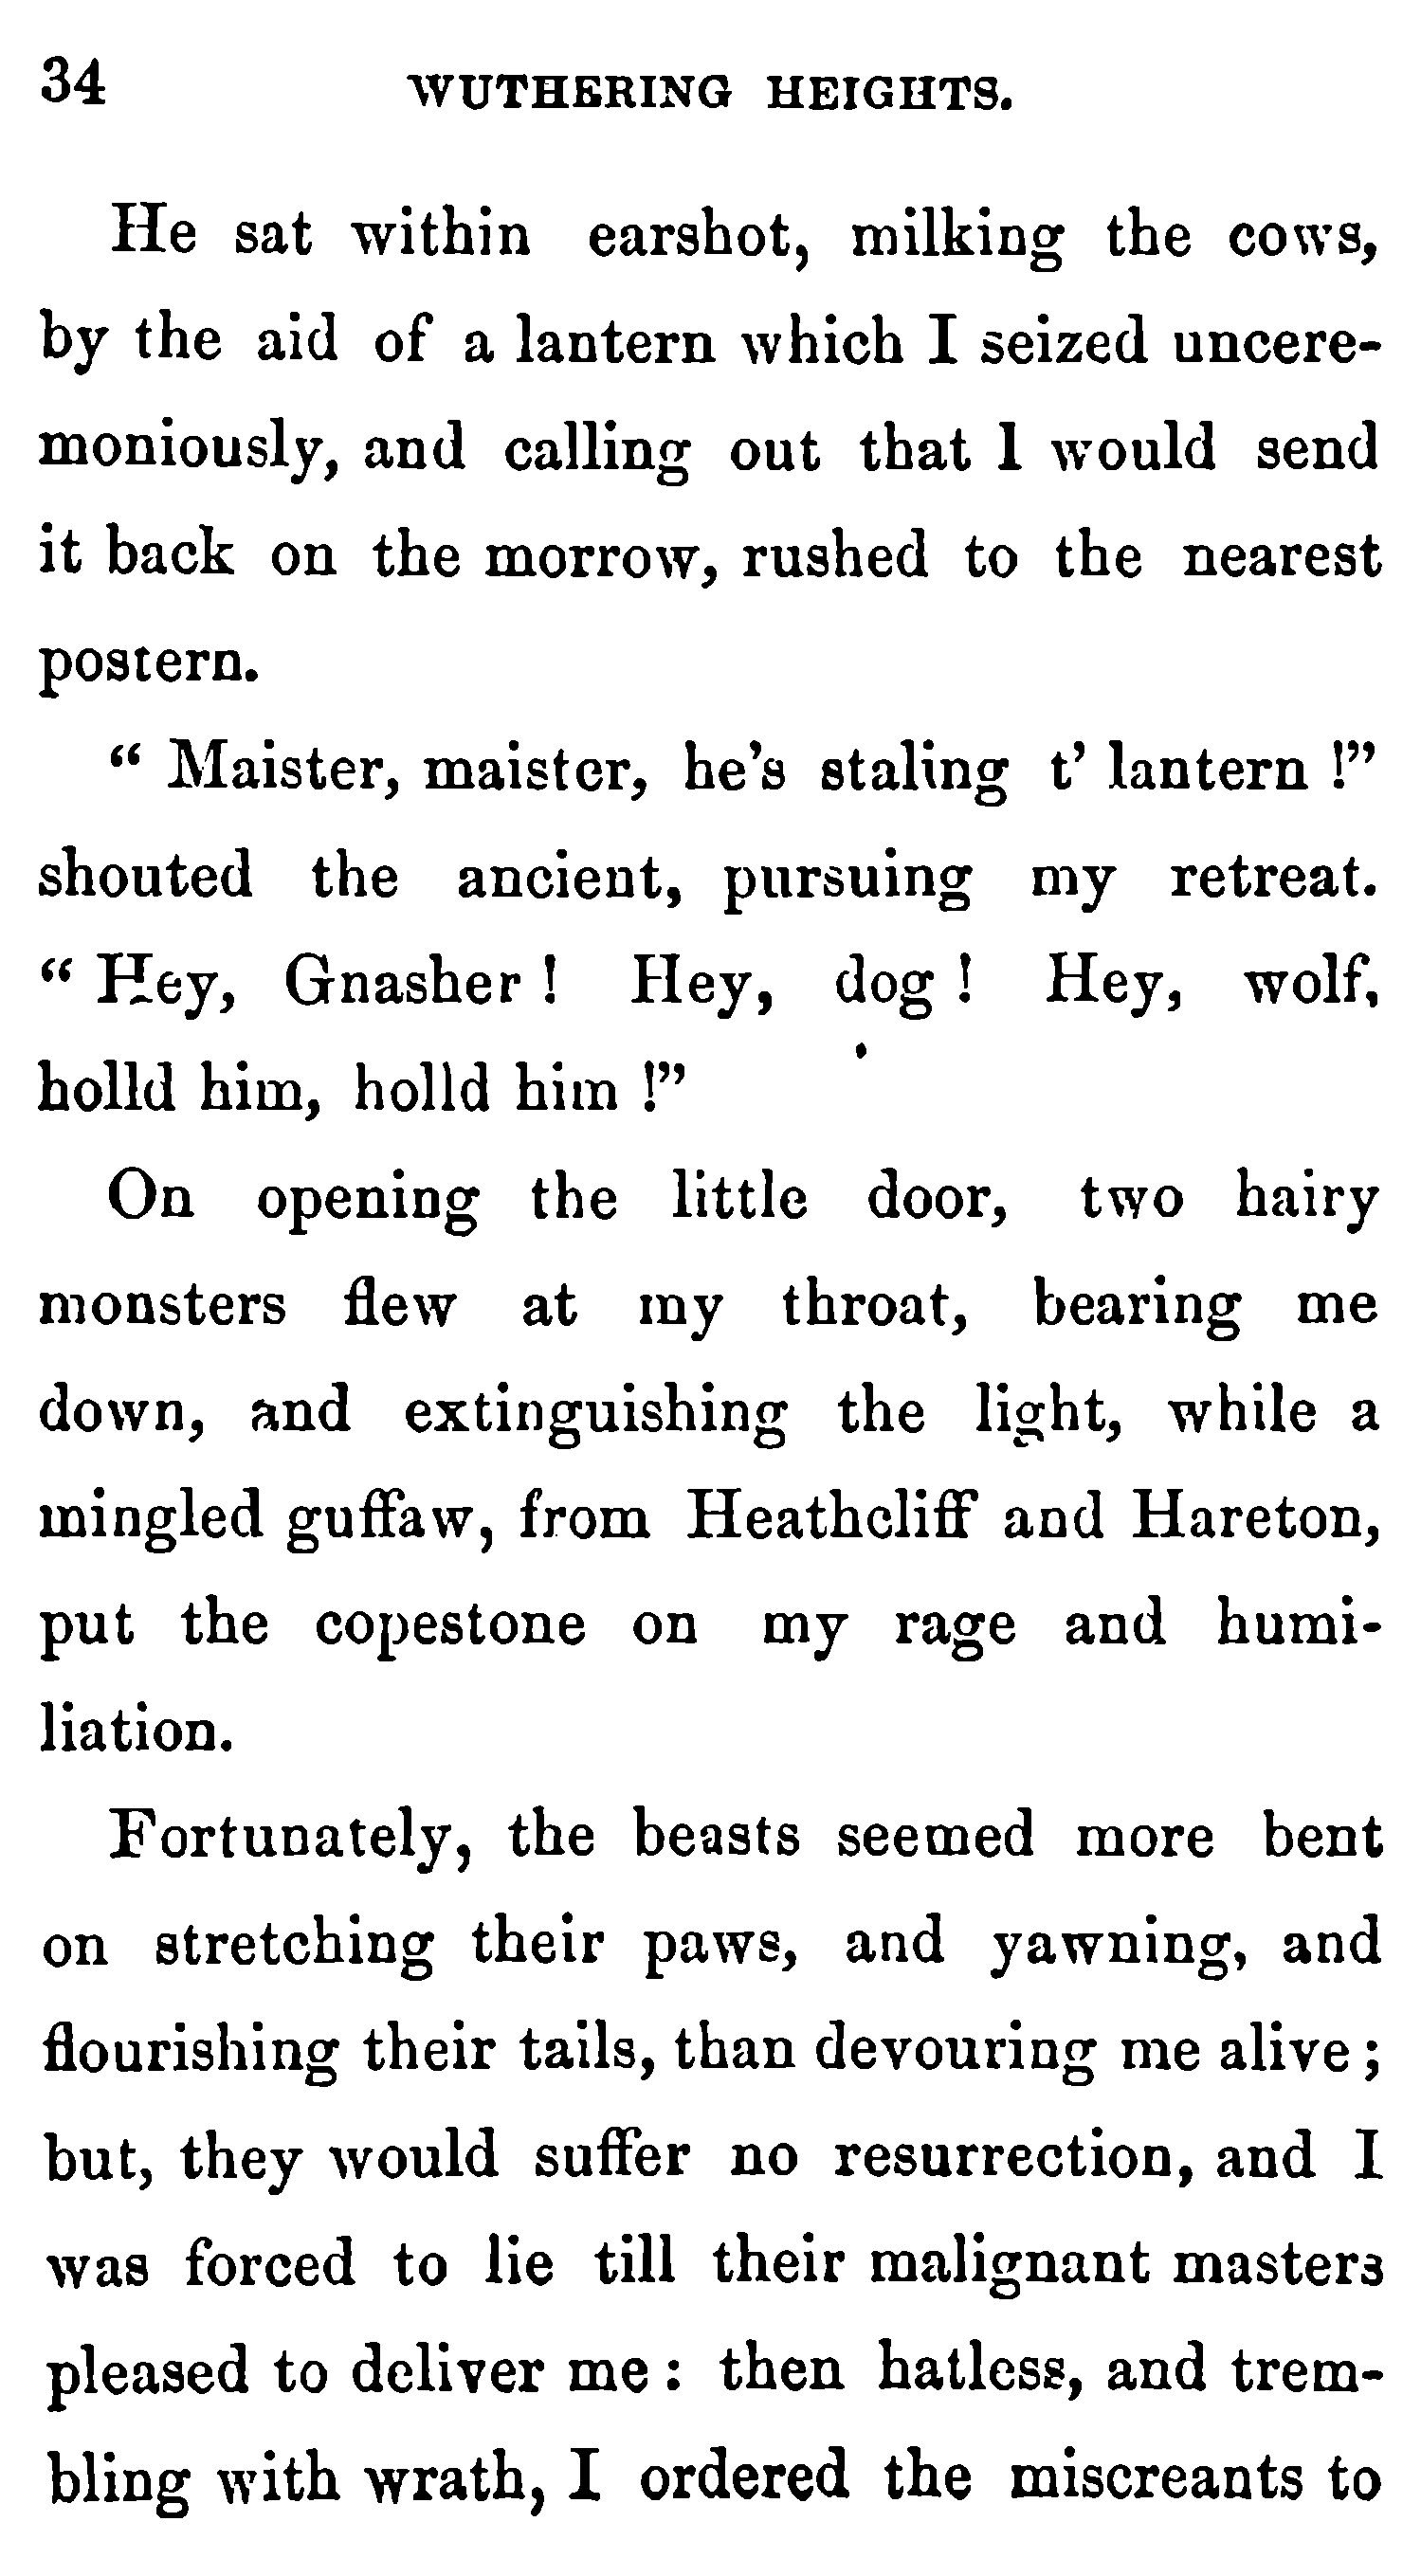 34 WUTHERING HEIGHTS.
He sat within earshot, milking the cows,
by the aid of a lantern which I seized uncere-
moniously, and calling out that I would send
it back on the morrow, rushed to the nearest
postern.
“ Maister, maister, he’s staling t’ lantern !”
shouted the ancient, pursuing my retreat.
“ Hey, Gnasher ! Hey, dog ! Hey, wolf,
holld him, holld him !”
On opening the little door, two hairy
monsters flew at my throat, bearing me
down, and extinguishing the light, while a
mingled guffaw, from Heathcliff and Hareton,
put the copestone on my rage and humi-
liation.
Fortunately, the beasts seemed more bent
on stretching their paws, and yawning, and
flourishing their tails, than devouring me alive ;
but, they would suffer no resurrection, and I
was forced to lie till their malignant masters
pleased to deliver me : then hatless, and trem-
bling with wrath, I ordered the miscreants to